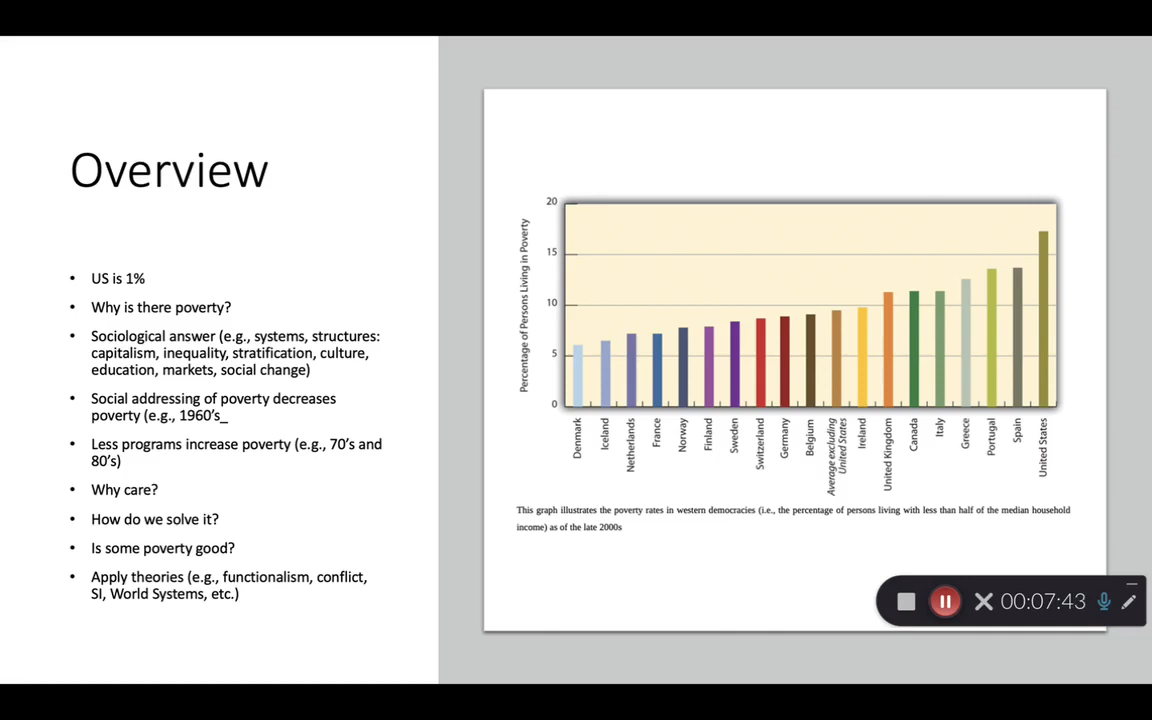 Overview
• US is 1%
• Why is there poverty?
• Sociological answer (e.g., systems, structures:
capitalism, inequality, stratification, culture,
education, markets, social change)
• Social addressing of poverty decreases
poverty (e.g., 1960’s_
• Less programs increase poverty (e.g., 70’s and
80’s)
• Why care?
• How do we solve it?
• Is some poverty good?
• Apply theories (e.g., functionalism, conflict,
SI, World Systems, etc.)
Percentage of Persons Living in Poverty
20
15
10
5
0
Denmark
Iceland
Netherlands
France
Norway
Finland
Sweden
Switzerland
Germany
Belgium
Average excluding
United States
Ireland
United Kingdom
Canada
Italy
Greece
Portugal
Spain
United States
This graph illustrates the poverty rates in western democracies (i.e., the percentage of persons living with less than half of the median household
income) as of the late 2000s
00:07:43